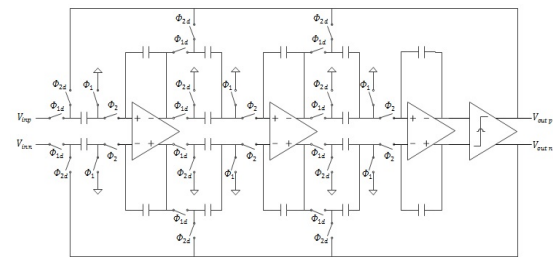 Φ2d Φ2d
Φ1d Φ1d
Φ2d Φ1 Φ2d Φ1 Φ2d Φ1
Φ1d Φ2 Φ1d Φ2 Φ1d Φ2
Vinp + − + − + − Vout p
Vinn − + − + − + Vout n
Φ1d Φ2 Φ1d Φ2 Φ1d Φ2
Φ2d Φ1 Φ2d Φ1 Φ2d Φ1
Φ1d Φ1d
Φ2d Φ2d